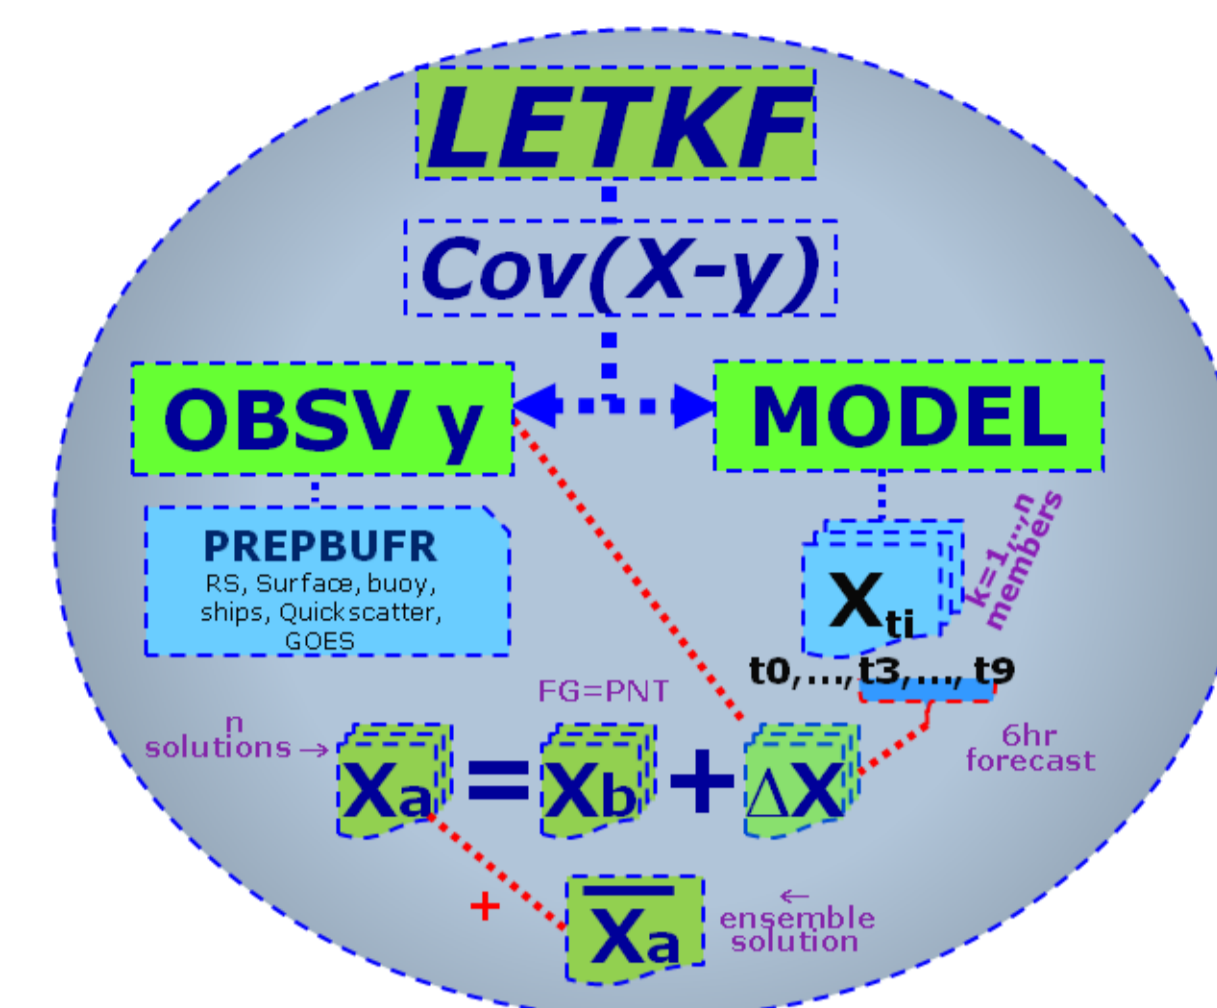 LETKF
Cov(X-y)
OBSV y
MODEL
PREPBUFR
RS, Surface, buoy,
ships, Quickscatter,
GOES
k=1,..,n
members
Xti
t0,...,t3,..., t9
FG=PNT
n
solutions →
6hr
forecast
Xa = Xb + ΔX
+
X̅a
←
ensemble
solution